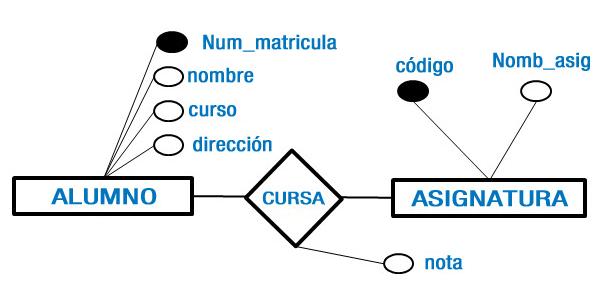 Num_matricula
nombre
curso
dirección
código
Nomb_asig
ALUMNO
CURSA
ASIGNATURA
nota